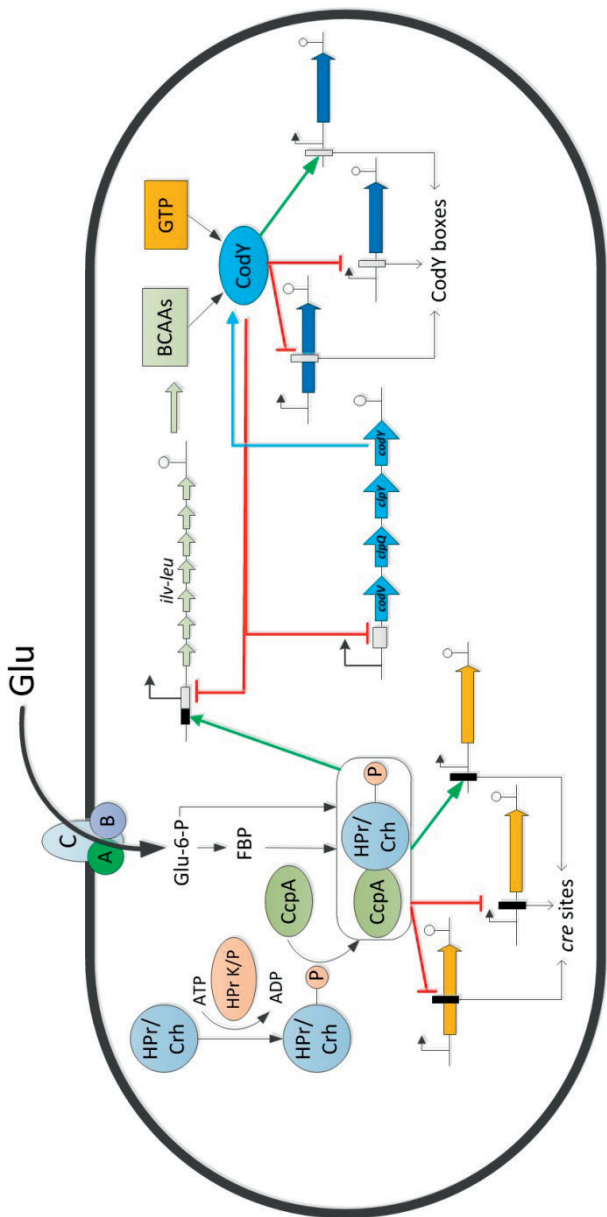 Glu
C
B
A
Glu-6-P
FBP
HPr/
Crh
ATP
HPr K/P
ADP
HPr/
Crh
P
CcpA
CcpA
HPr/
Crh
P
cre sites
ilv-leu
BCAAs
GTP
CodY
codV
clpQ
clpY
codY
CodY boxes